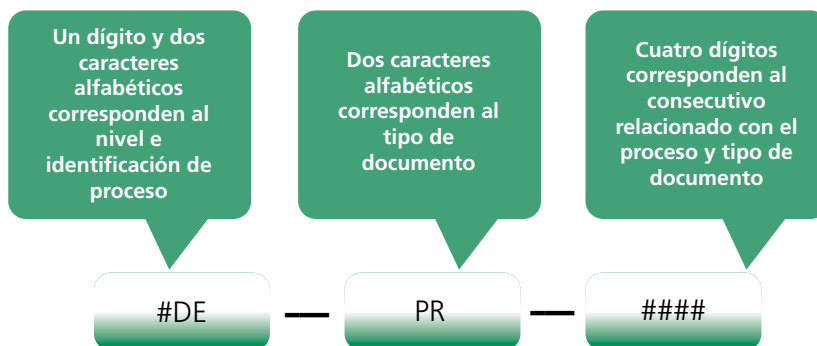 Un dígito y dos
caracteres
alfabéticos
corresponden al
nivel e
identificación de
proceso
Dos caracteres
alfabéticos
corresponden al
tipo de
documento
Cuatro dígitos
corresponden al
consecutivo
relacionado con el
proceso y tipo de
documento
#DE — PR — ####